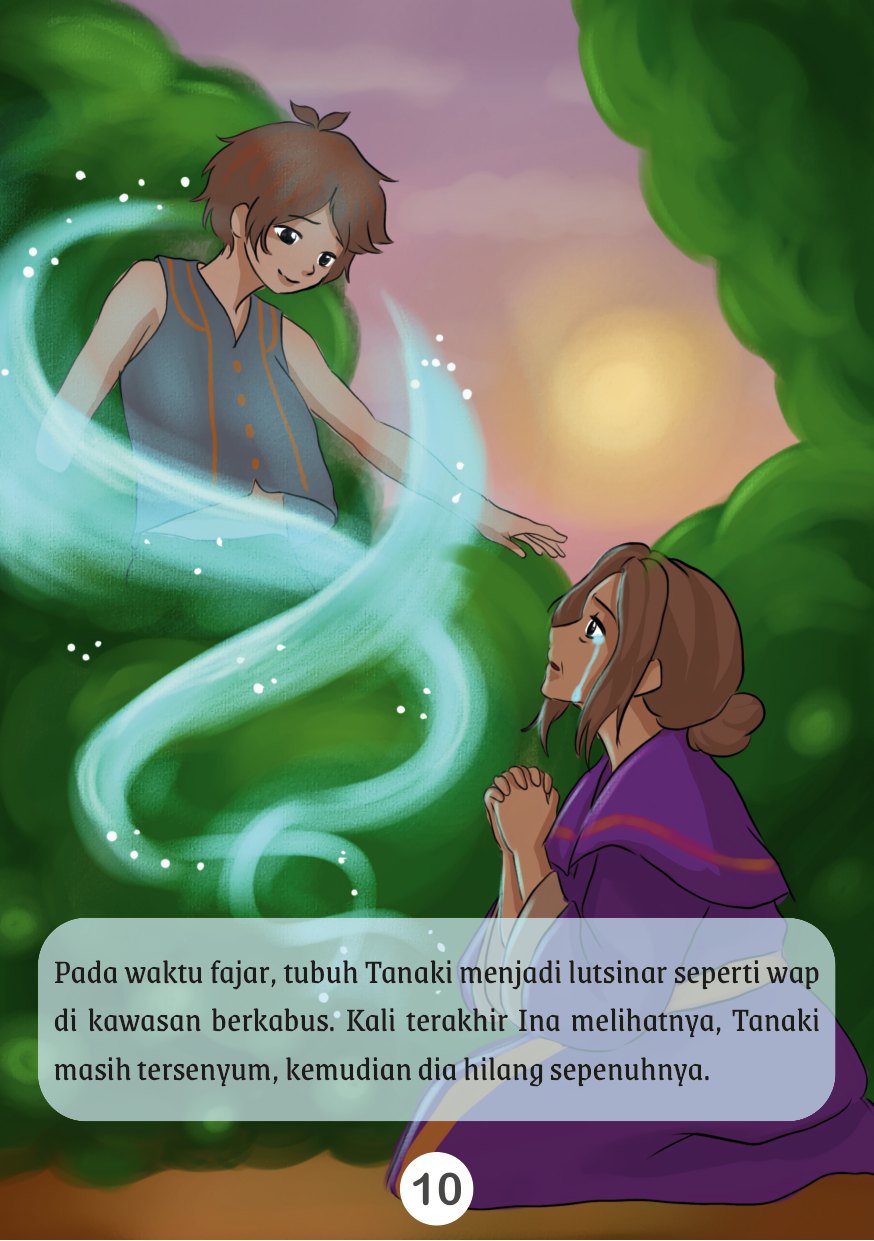 Pada waktu fajar, tubuh Tanaki menjadi lutsinar seperti wap
di kawasan berkabus. Kali terakhir Ina melihatnya, Tanaki
masih tersenyum, kemudian dia hilang sepenuhnya.
10